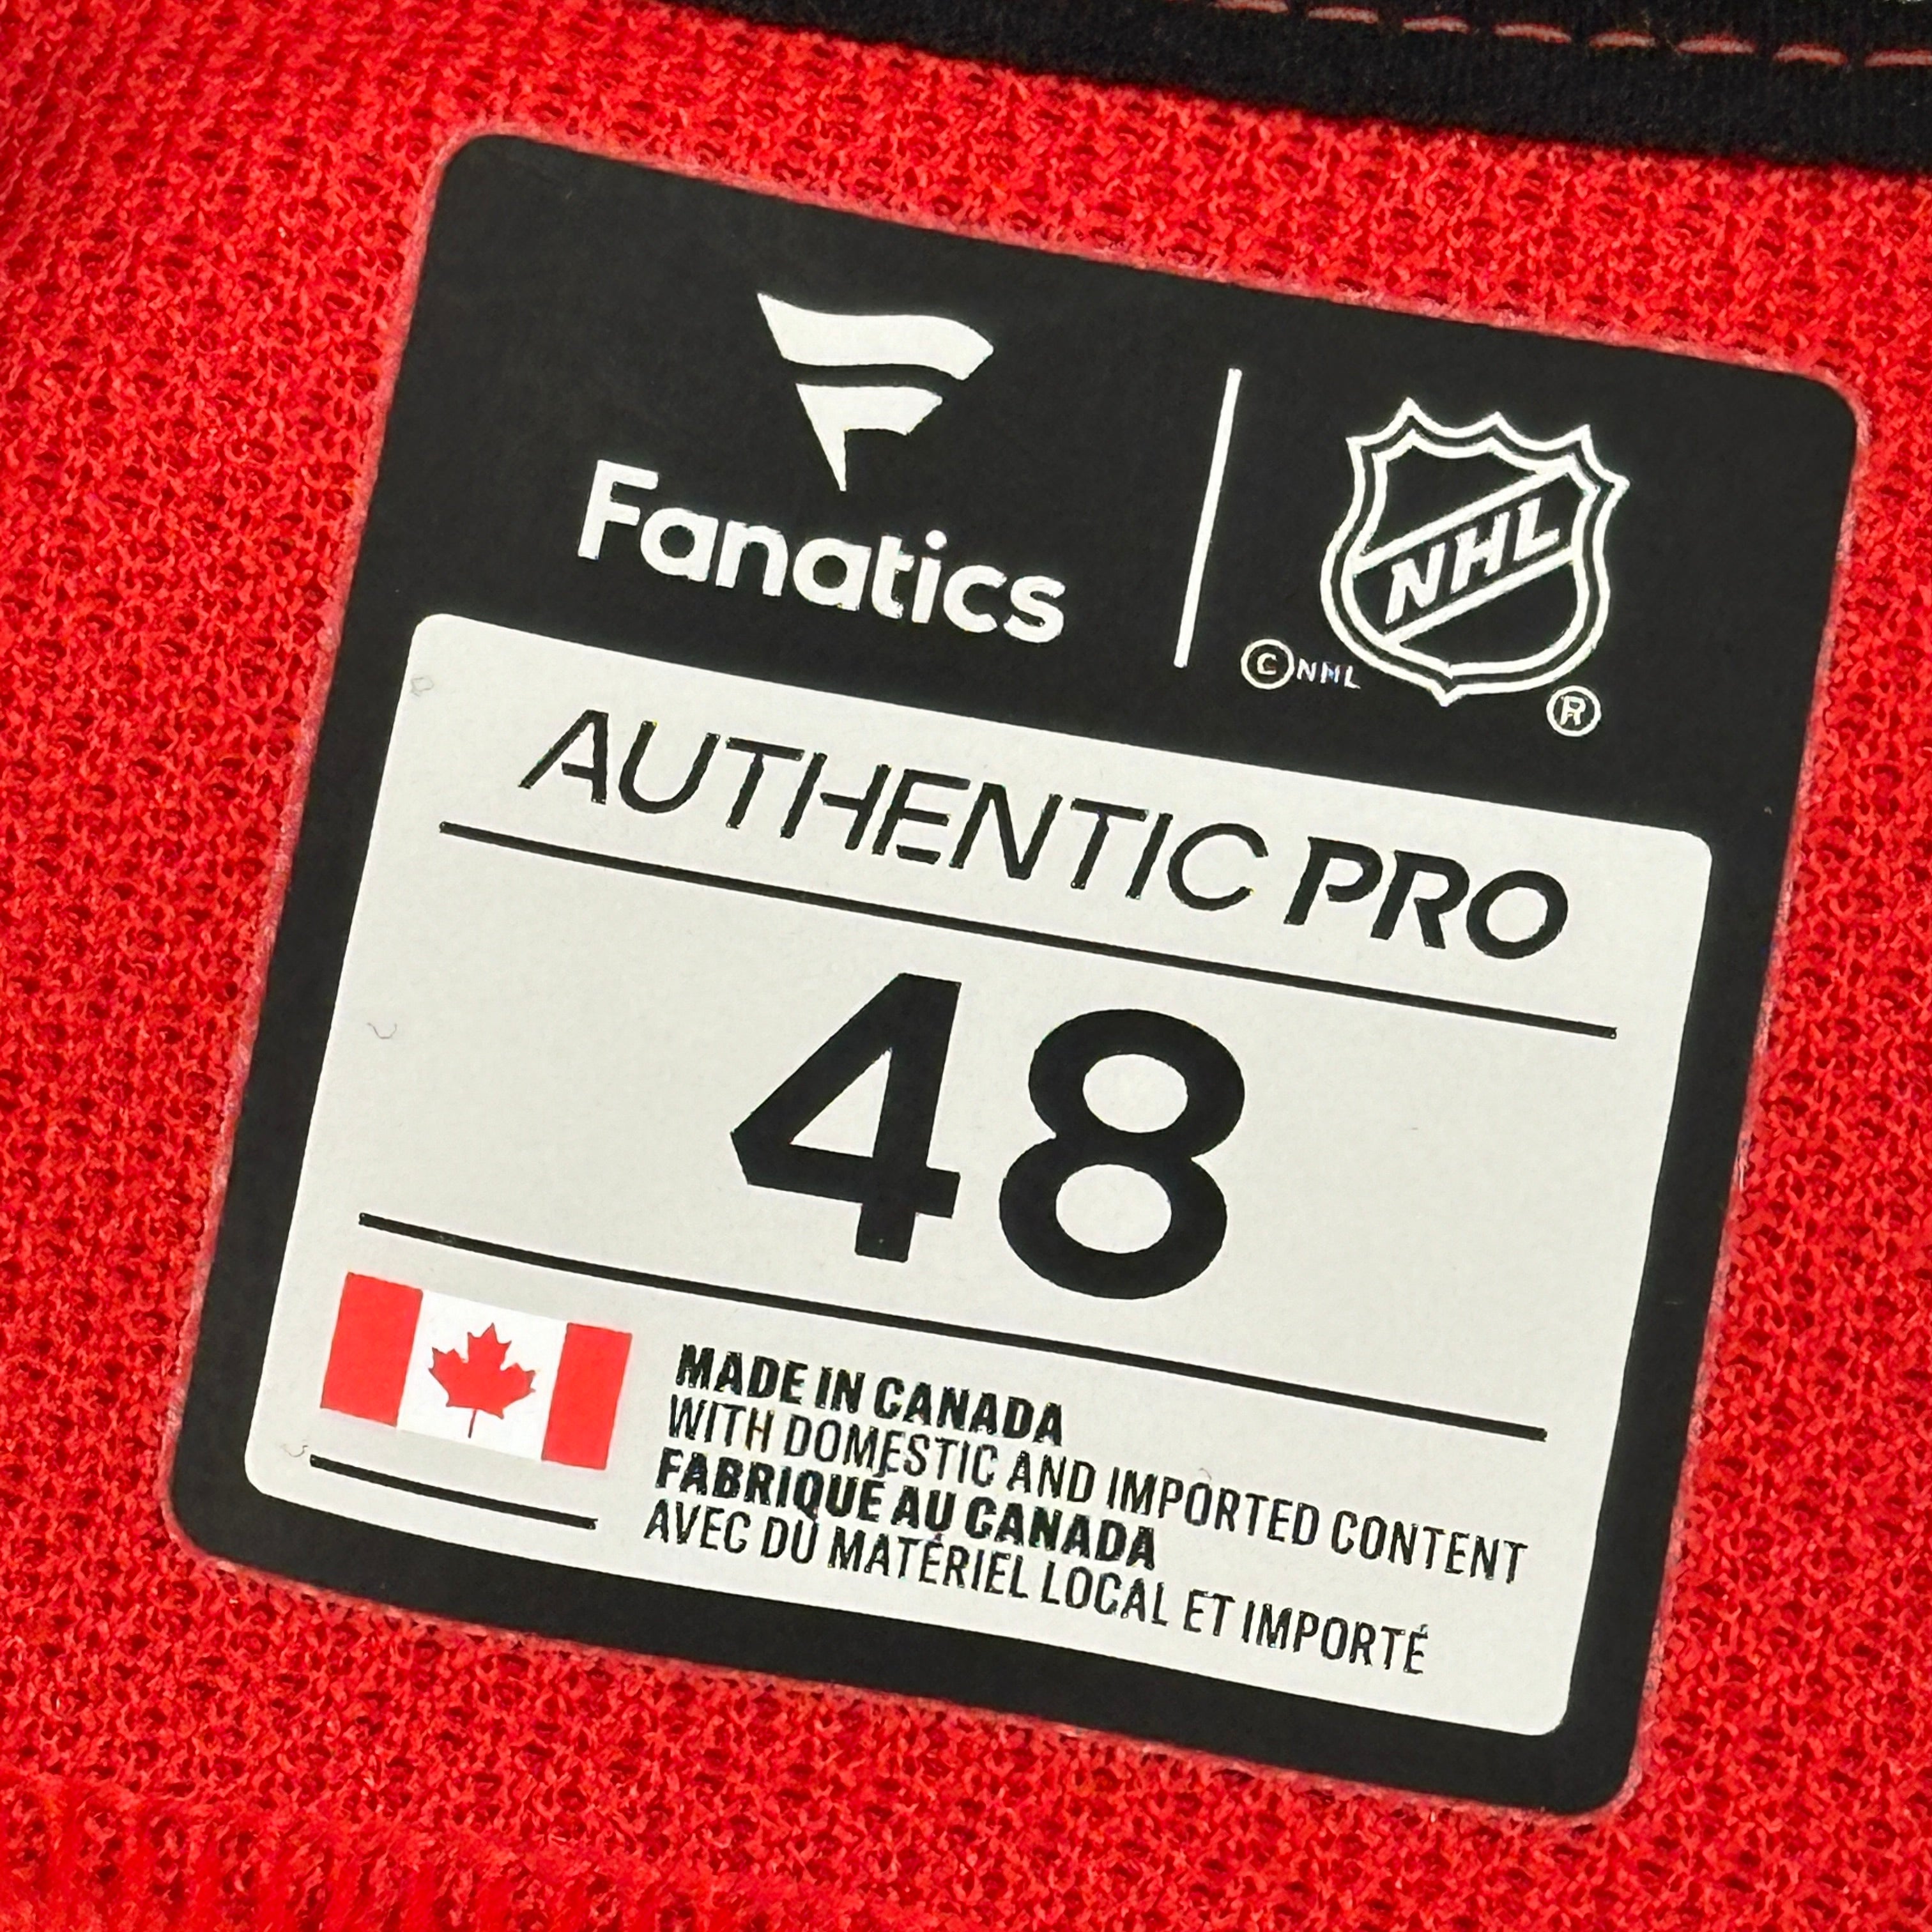 Fanatics
NHL
©NHL
®
AUTHENTIC PRO
48
MADE IN CANADA
WITH DOMESTIC AND IMPORTED CONTENT
FABRIQUÉ AU CANADA
AVEC DU MATÉRIEL LOCAL ET IMPORTÉ